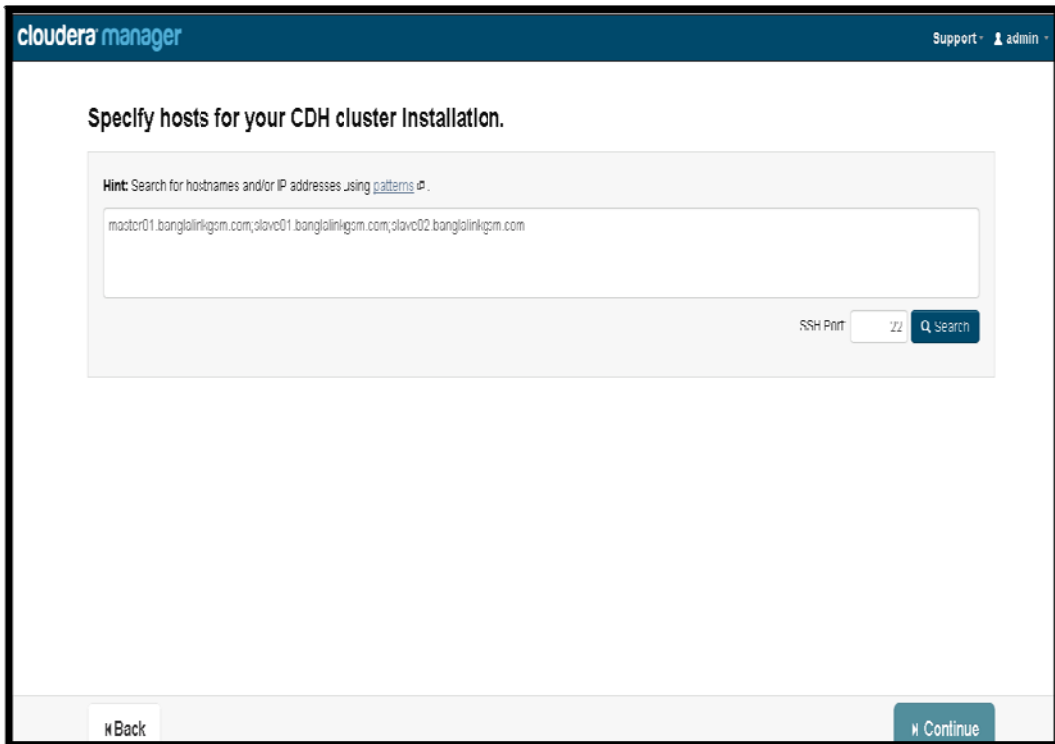 cloudera manager
Support admin
Specify hosts for your CDH cluster installation.
Hint: Search for hostnames and/or IP addresses using patterns .
master01.banglalinkgsm.com;slave01.banglalinkgsm.com;slave02.banglalinkgsm.com
SSH Port: 22 Search
Back Continue